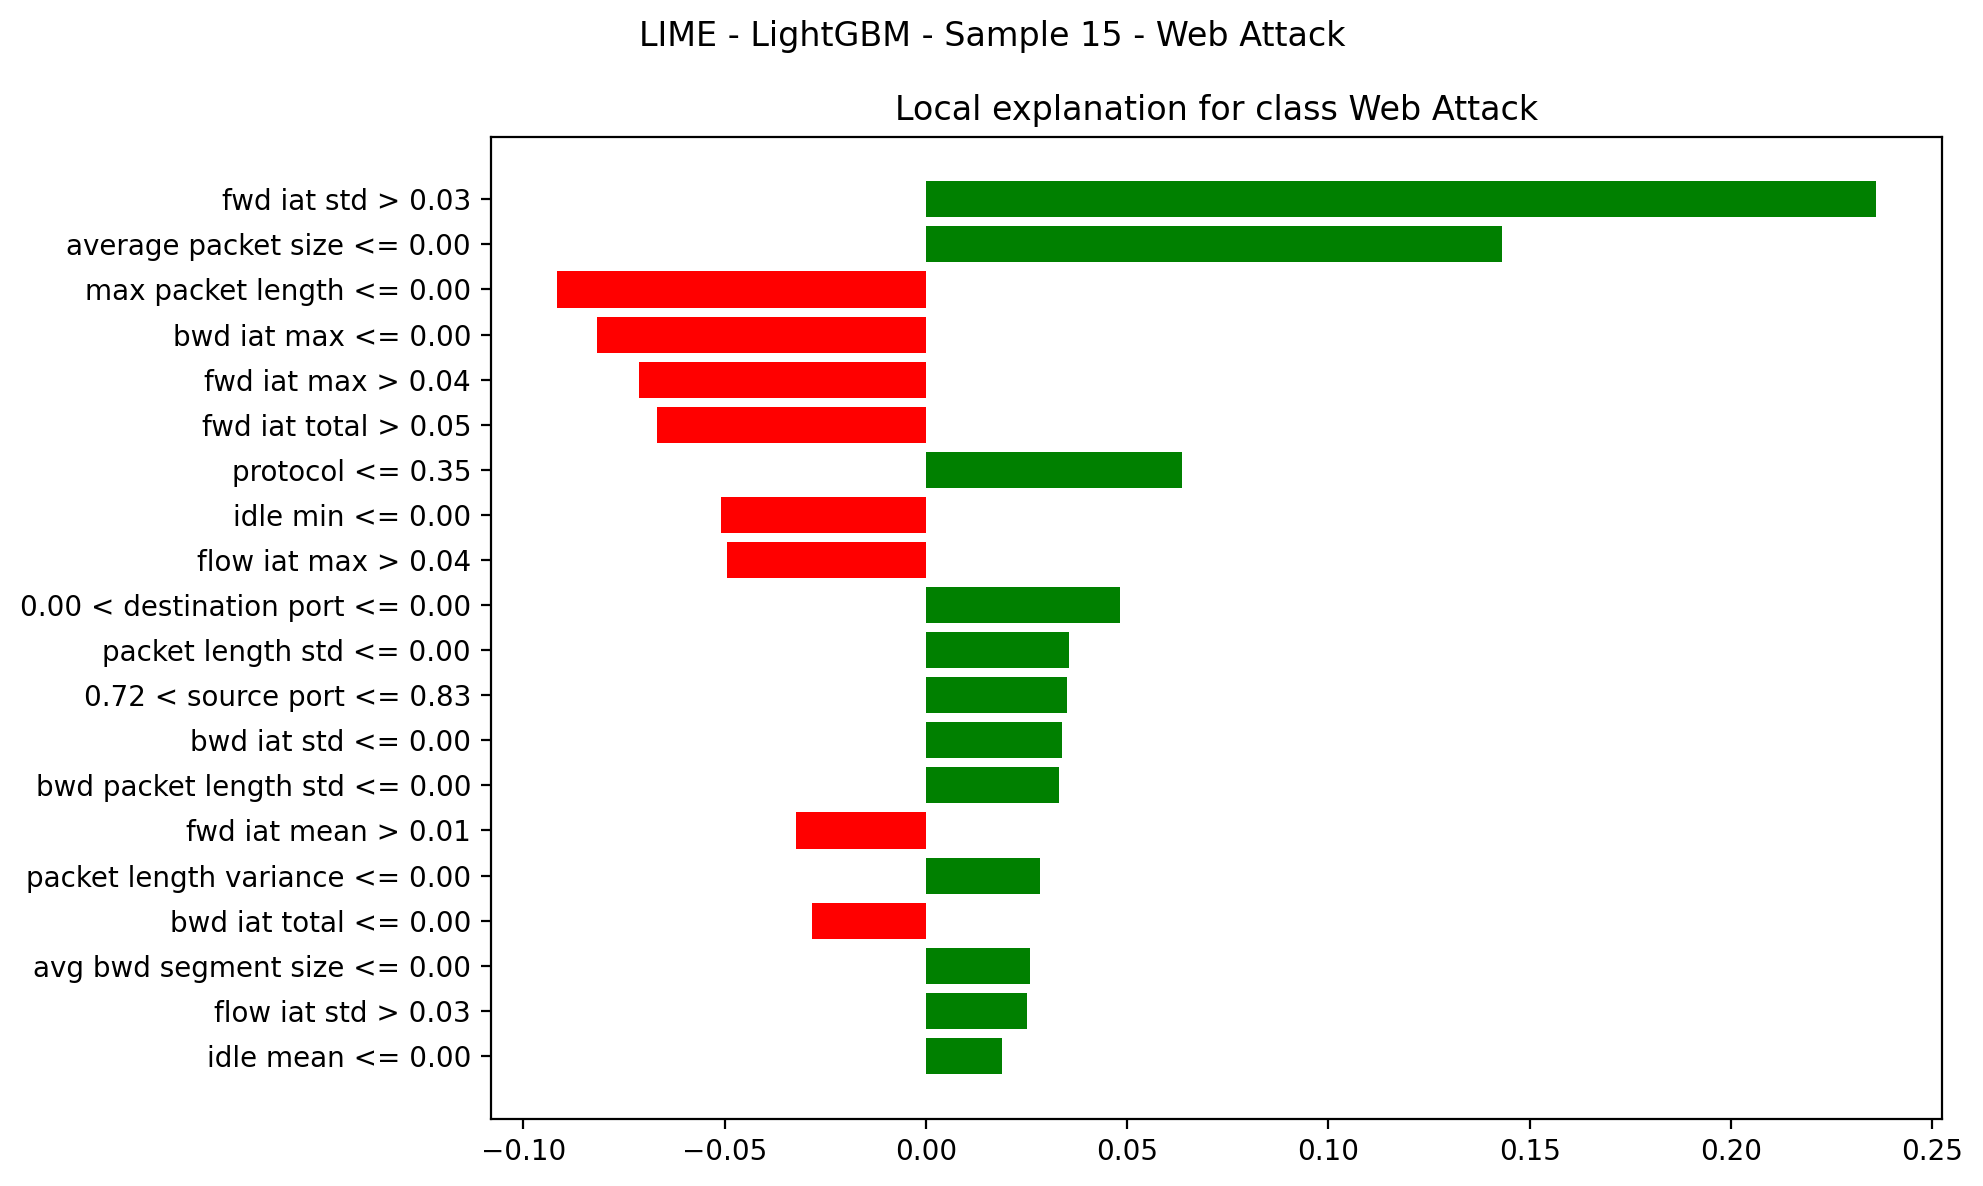 LIME - LightGBM - Sample 15 - Web Attack
Local explanation for class Web Attack
fwd iat std > 0.03
average packet size <= 0.00
max packet length <= 0.00
bwd iat max <= 0.00
fwd iat max > 0.04
fwd iat total > 0.05
protocol <= 0.35
idle min <= 0.00
flow iat max > 0.04
0.00 < destination port <= 0.00
packet length std <= 0.00
0.72 < source port <= 0.83
bwd iat std <= 0.00
bwd packet length std <= 0.00
fwd iat mean > 0.01
packet length variance <= 0.00
bwd iat total <= 0.00
avg bwd segment size <= 0.00
flow iat std > 0.03
idle mean <= 0.00
−0.10 −0.05 0.00 0.05 0.10 0.15 0.20 0.25